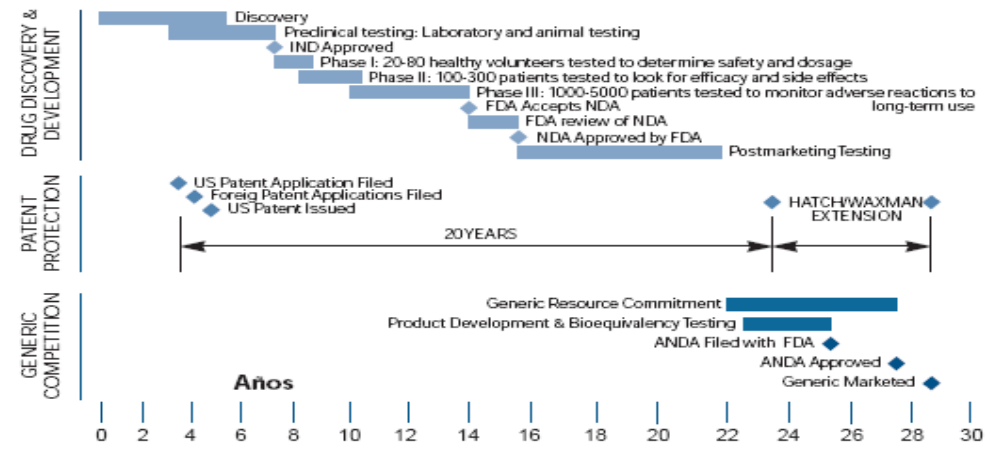 DRUG DISCOVERY &
DEVELOPMENT
Discovery
Preclinical testing: Laboratory and animal testing
IND Approved
Phase I: 20-80 healthy volunteers tested to determine safety and dosage
Phase II: 100-300 patients tested to look for efficacy and side effects
Phase III: 1000-5000 patients tested to monitor adverse reactions to
long-term use
FDA Accepts NDA
FDA review of NDA
NDA Approved by FDA
Postmarketing Testing
PATENT
PROTECTION
US Patent Application Filed
Foreig Patent Applications Filed
US Patent Issued
20 YEARS
HATCH/WAXMAN
EXTENSION
GENERIC
COMPETITION
Generic Resource Commitment
Product Development & Bioequivalency Testing
ANDA Filed with FDA
ANDA Approved
Generic Marketed
Años
0 2 4 6 8 10 12 14 16 18 20 22 24 26 28 30